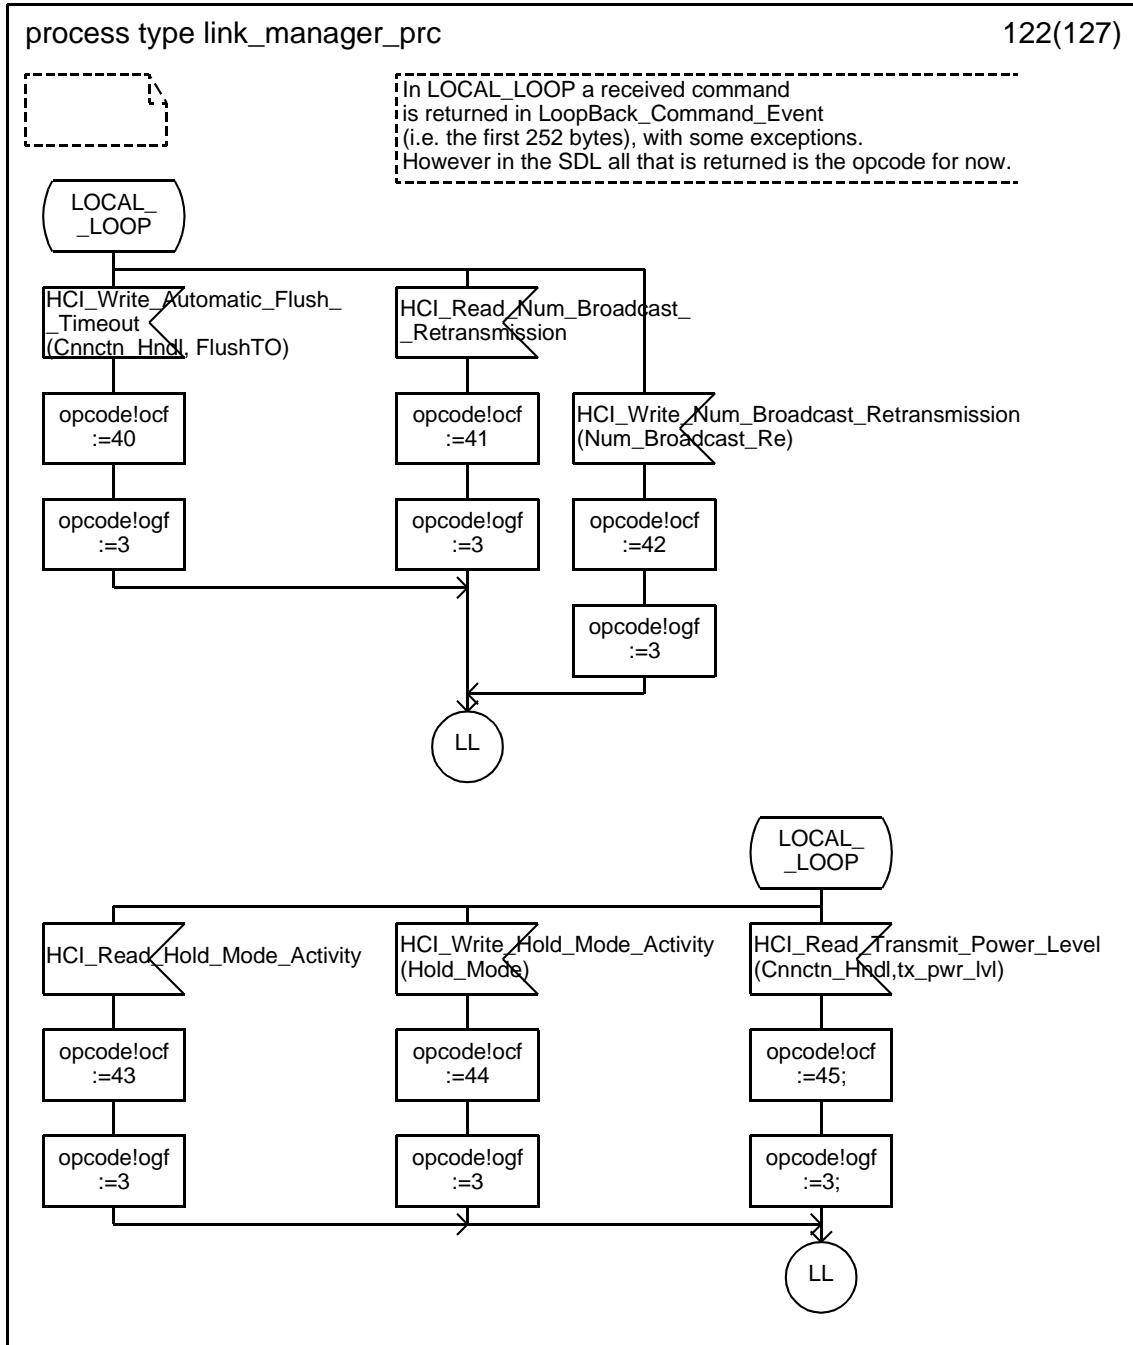 process type link_manager_prc
122(127)
In LOCAL_LOOP a received command
is returned in LoopBack_Command_Event
(i.e. the first 252 bytes), with some exceptions.
However in the SDL all that is returned is the opcode for now.
LOCAL_
_LOOP
HCI_Write_Automatic_Flush_
_Timeout
(Cnnctn_Hndl, FlushTO)
HCI_Read_Num_Broadcast_
_Retransmission
opcode!ocf
:=40
opcode!ocf
:=41
HCI_Write_Num_Broadcast_Retransmission
(Num_Broadcast_Re)
opcode!ogf
:=3
opcode!ogf
:=3
opcode!ocf
:=42
opcode!ogf
:=3
LL
LOCAL_
_LOOP
HCI_Read_Hold_Mode_Activity
HCI_Write_Hold_Mode_Activity
(Hold_Mode)
HCI_Read_Transmit_Power_Level
(Cnnctn_Hndl,tx_pwr_lvl)
opcode!ocf
:=43
opcode!ocf
:=44
opcode!ocf
:=45;
opcode!ogf
:=3
opcode!ogf
:=3
opcode!ogf
:=3;
LL